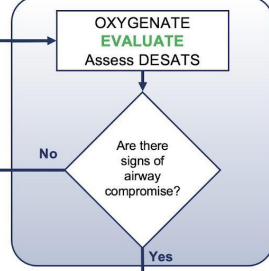 OXYGENATE
EVALUATE
Assess DESATS
Are there
signs of
airway
compromise?
No
Yes